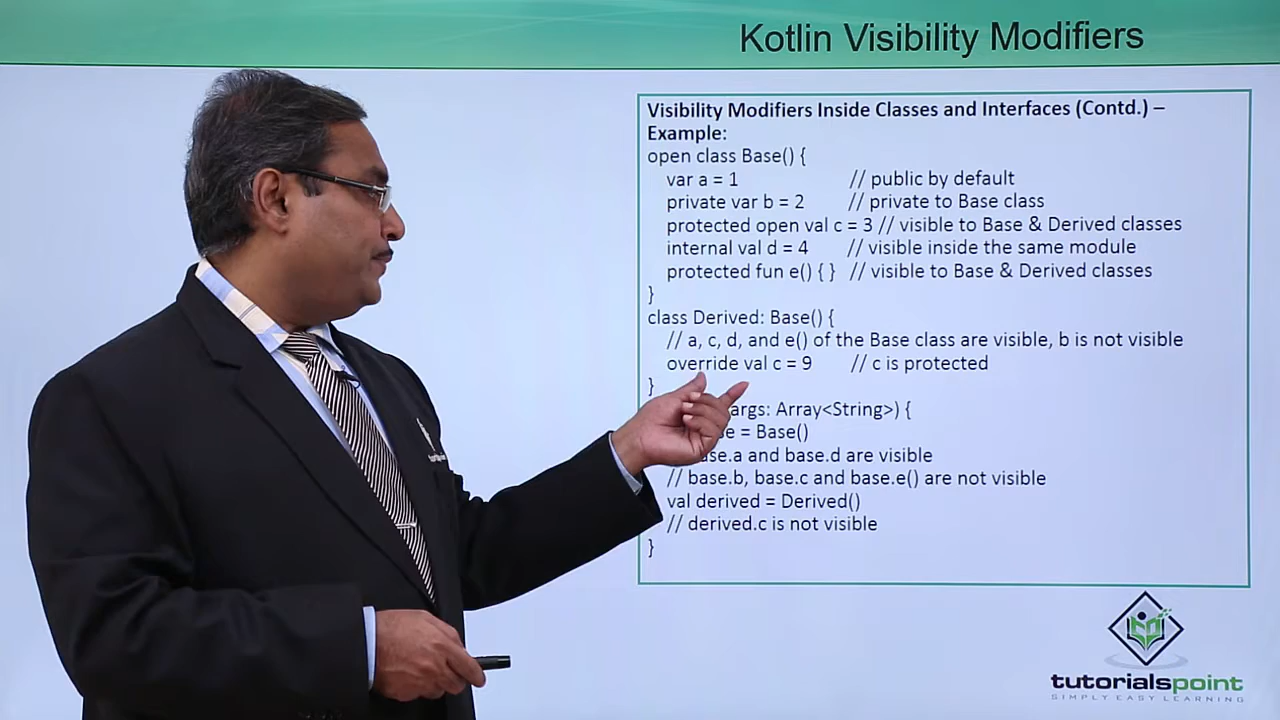 Kotlin Visibility Modifiers
Visibility Modifiers Inside Classes and Interfaces (Contd.) –
Example:
open class Base() {
var a = 1 // public by default
private var b = 2 // private to Base class
protected open val c = 3 // visible to Base & Derived classes
internal val d = 4 // visible inside the same module
protected fun e() { } // visible to Base & Derived classes
}
class Derived: Base() {
// a, c, d, and e() of the Base class are visible, b is not visible
override val c = 9 // c is protected
}
args: Array<String>) {
= Base()
and base.d are visible
// base.b, base.c and base.e() are not visible
val derived = Derived()
// derived.c is not visible
}
tutorialspoint
SIMPLY EASY LEARNING